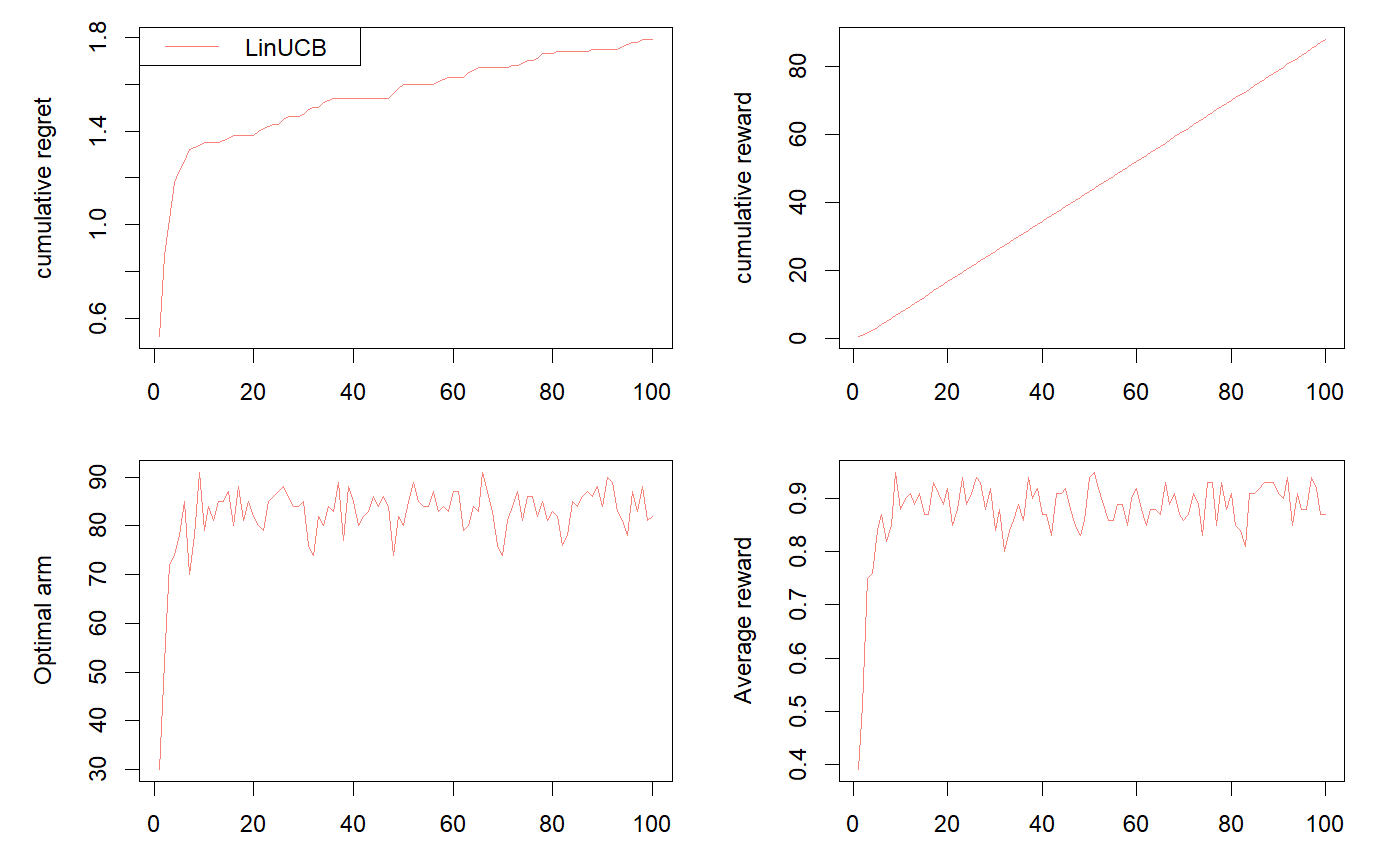 LinUCB
cumulative regret
0.6 1.0 1.4 1.8
0 20 40 60 80 100
cumulative reward
0 20 40 60 80
0 20 40 60 80 100
Optimal arm
30 40 50 60 70 80 90
0 20 40 60 80 100
Average reward
0.4 0.5 0.6 0.7 0.8 0.9
0 20 40 60 80 100